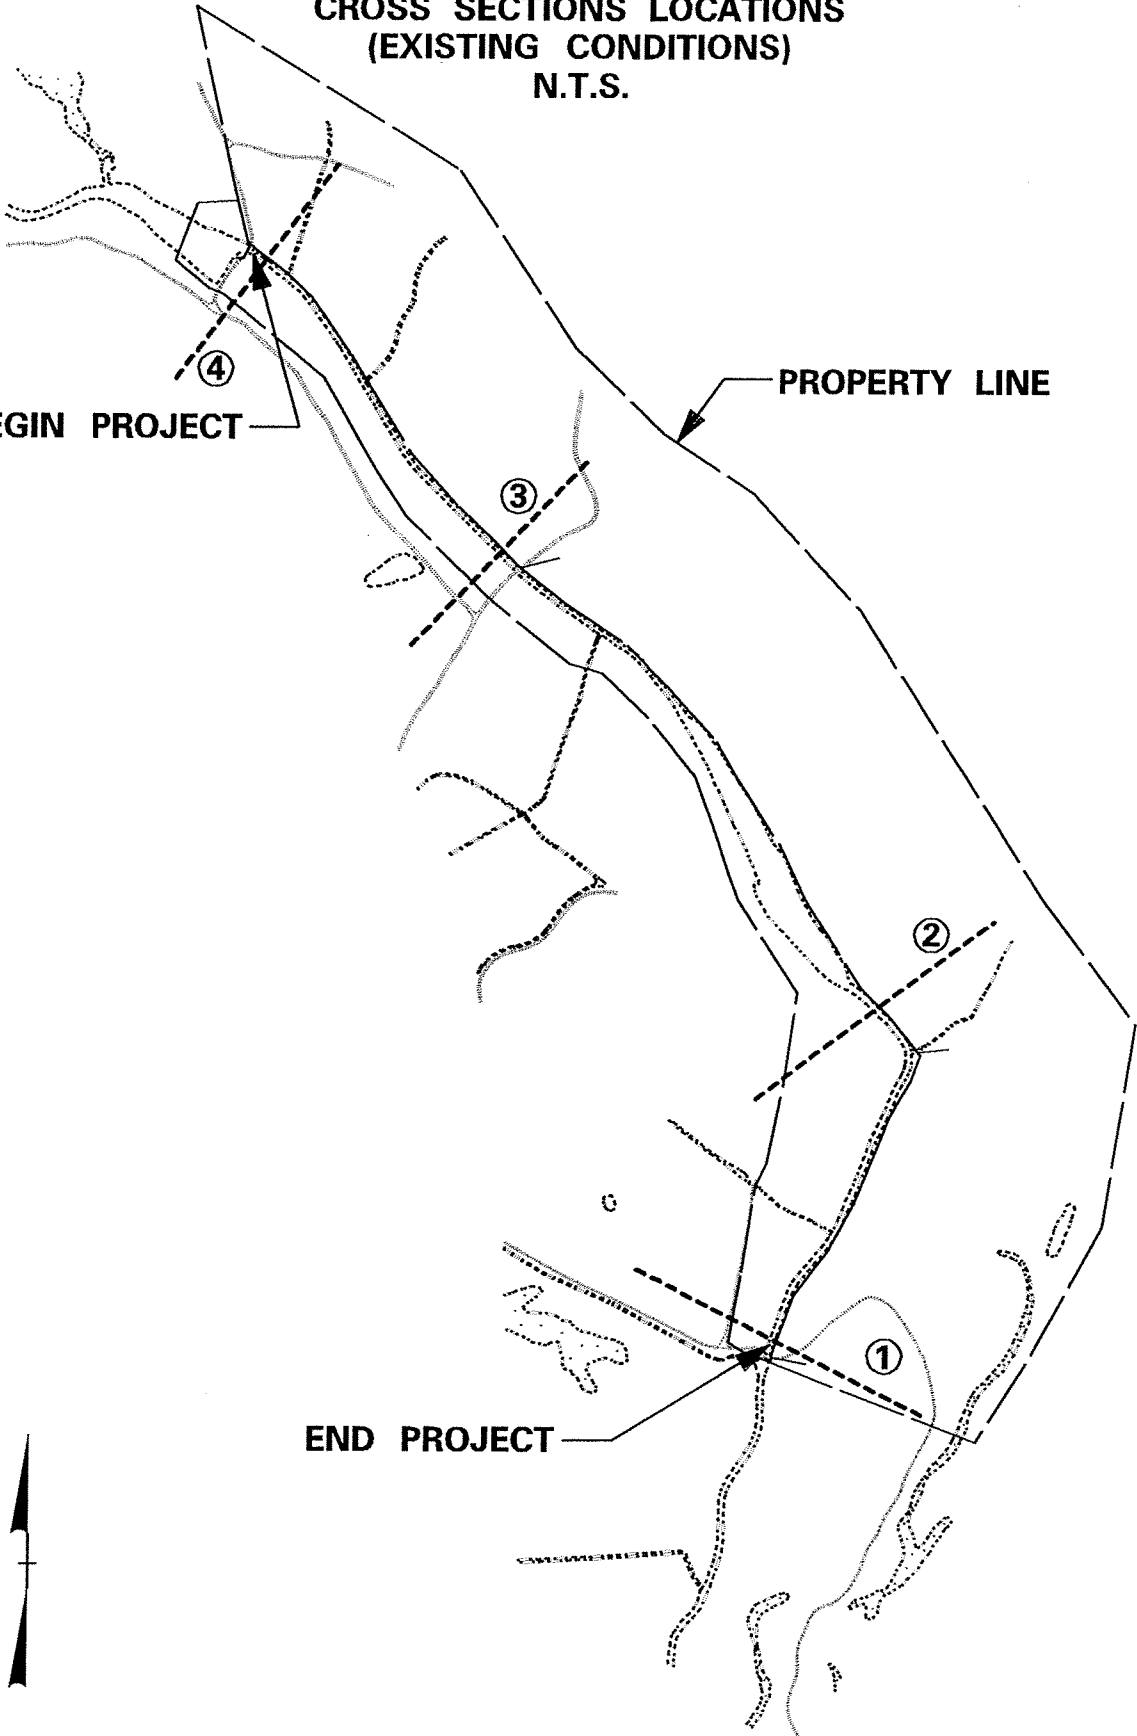 CROSS SECTIONS LOCATIONS
(EXISTING CONDITIONS)
N.T.S.
4
EGIN PROJECT
PROPERTY LINE
3
2
1
END PROJECT